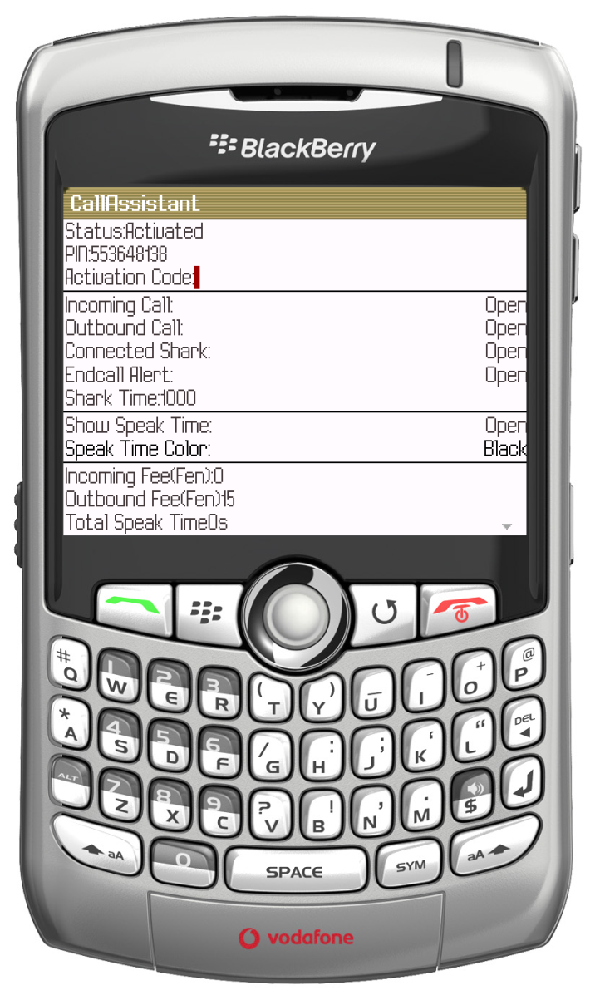 BlackBerry
CallAssistant
Status:Activated
PIN:553648138
Activation Code:
Incoming Call: Open
Outbound Call: Open
Connected Shark: Open
Endcall Alert: Open
Shark Time:1000
Show Speak Time: Open
Speak Time Color: Black
Incoming Fee(Fen):0
Outbound Fee(Fen)15
Total Speak Time0s
# Q 1 W 2 E 3 R ( T ) Y _ U - I + O @ P
* A 4 S 5 D 6 F / G : H ; J ‘ K “ L DEL
ALT 7 Z 8 X 9 C ? V ! B , N . M $
aA 0 SPACE SYM aA
vodafone